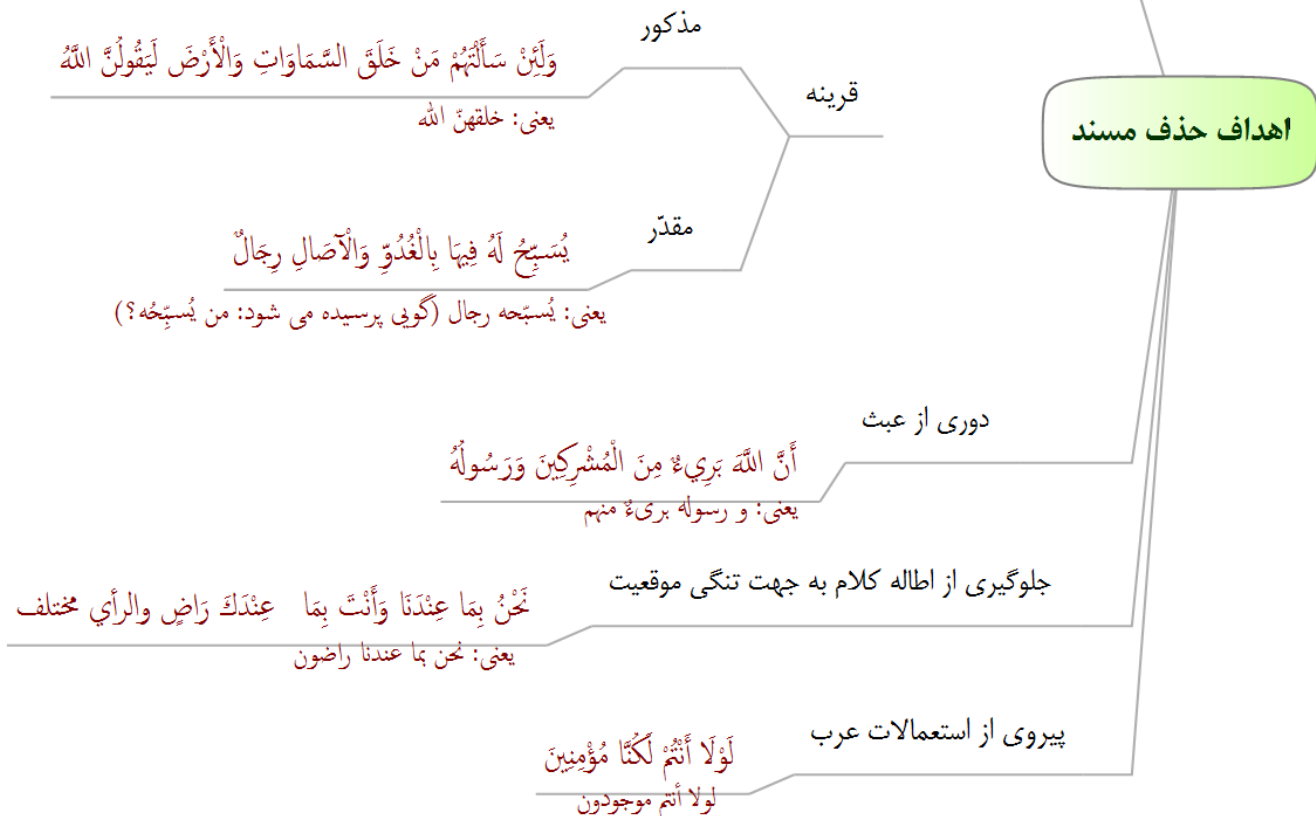 اهداف حذف مسند
قرینه
مذکور
وَلَئِنْ سَأَلْتَهُمْ مَنْ خَلَقَ السَّمَاوَاتِ وَالْأَرْضَ لَيَقُولُنَّ اللَّهُ
یعنی: خلقهنّ الله
مقدّر
يُسَبِّحُ لَهُ فِيهَا بِالْغُدُوِّ وَالْآصَالِ رِجَالٌ
یعنی: يُسبّحه رجال (گویی پرسیده می شود: من يُسبِّحُه؟)
دوری از عبث
أَنَّ اللَّهَ بَرِيءٌ مِنَ الْمُشْرِكِينَ وَرَسُولُهُ
یعنی: و رسوله بریءٌ منهم
جلوگیری از اطاله کلام به جهت تنگی موقعیت
نَحْنُ بِمَا عِنْدَنَا وَأَنْتَ بِمَا عِنْدَكَ رَاضٍ والرأي مختلف
یعنی: نحن بما عندنا راضون
پیروی از استعمالات عرب
لَوْلَا أَنْتُمْ لَكُنَّا مُؤْمِنِينَ
لولا أنتم موجودون